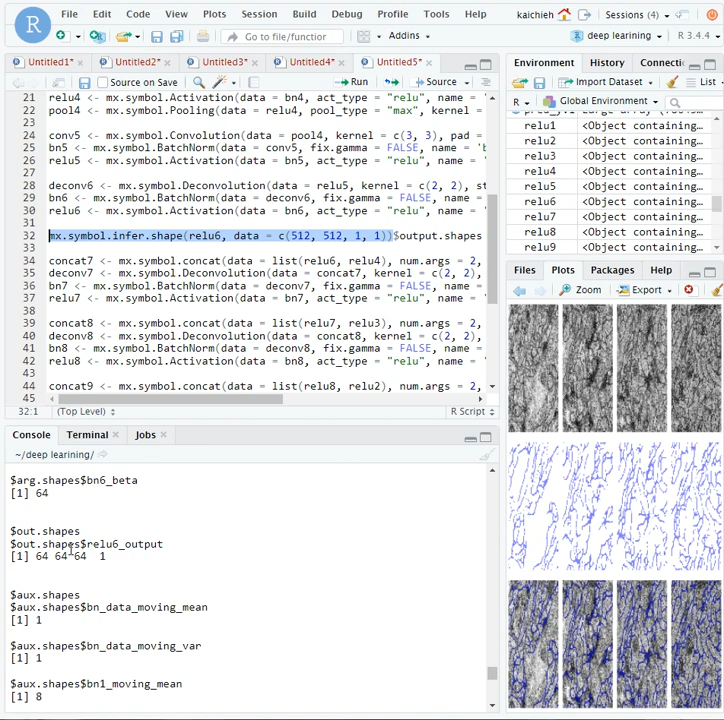 File Edit Code View Plots Session Build Debug Profile Tools Help
kaichieh Sessions (4)
Go to file/function Addins
deep learining R 3.4.4
Untitled1* Untitled2* Untitled3* Untitled4* Untitled5*
Source on Save Run Source
21 relu4 <- mx.symbol.Activation(data = bn4, act_type = "relu", name = '
22 pool4 <- mx.symbol.Pooling(data = relu4, pool_type = "max", kernel =
23
24 conv5 <- mx.symbol.Convolution(data = pool4, kernel = c(3, 3), pad =
25 bn5 <- mx.symbol.BatchNorm(data = conv5, fix.gamma = FALSE, name = 'b
26 relu5 <- mx.symbol.Activation(data = bn5, act_type = "relu", name = '
27
28 deconv6 <- mx.symbol.Deconvolution(data = relu5, kernel = c(2, 2), st
29 bn6 <- mx.symbol.BatchNorm(data = deconv6, fix.gamma = FALSE, name =
30 relu6 <- mx.symbol.Activation(data = bn6, act_type = "relu", name = '
31
32 mx.symbol.infer.shape(relu6, data = c(512, 512, 1, 1))$output.shapes
33
34 concat7 <- mx.symbol.concat(data = list(relu6, relu4), num.args = 2,
35 deconv7 <- mx.symbol.Deconvolution(data = concat7, kernel = c(2, 2),
36 bn7 <- mx.symbol.BatchNorm(data = deconv7, fix.gamma = FALSE, name =
37 relu7 <- mx.symbol.Activation(data = bn7, act_type = "relu", name = '
38
39 concat8 <- mx.symbol.concat(data = list(relu7, relu3), num.args = 2,
40 deconv8 <- mx.symbol.Deconvolution(data = concat8, kernel = c(2, 2),
41 bn8 <- mx.symbol.BatchNorm(data = deconv8, fix.gamma = FALSE, name =
42 relu8 <- mx.symbol.Activation(data = bn8, act_type = "relu", name = '
43
44 concat9 <- mx.symbol.concat(data = list(relu8, relu2), num.args = 2,
45
32:1 (Top Level) R Script
Console Terminal Jobs
~/deep learining/
$arg.shapes$bn6_beta
[1] 64
$out.shapes
$out.shapes$relu6_output
[1] 64 64 64 1
$aux.shapes
$aux.shapes$bn_data_moving_mean
[1] 1
$aux.shapes$bn_data_moving_var
[1] 1
$aux.shapes$bn1_moving_mean
[1] 8
Environment History Connecti
Import Dataset List
R Global Environment
relu1 <Object containing…
relu2 <Object containing…
relu3 <Object containing…
relu4 <Object containing…
relu5 <Object containing…
relu6 <Object containing…
relu7 <Object containing…
relu8 <Object containing…
relu9 <Object containing…
Files Plots Packages Help
Zoom Export